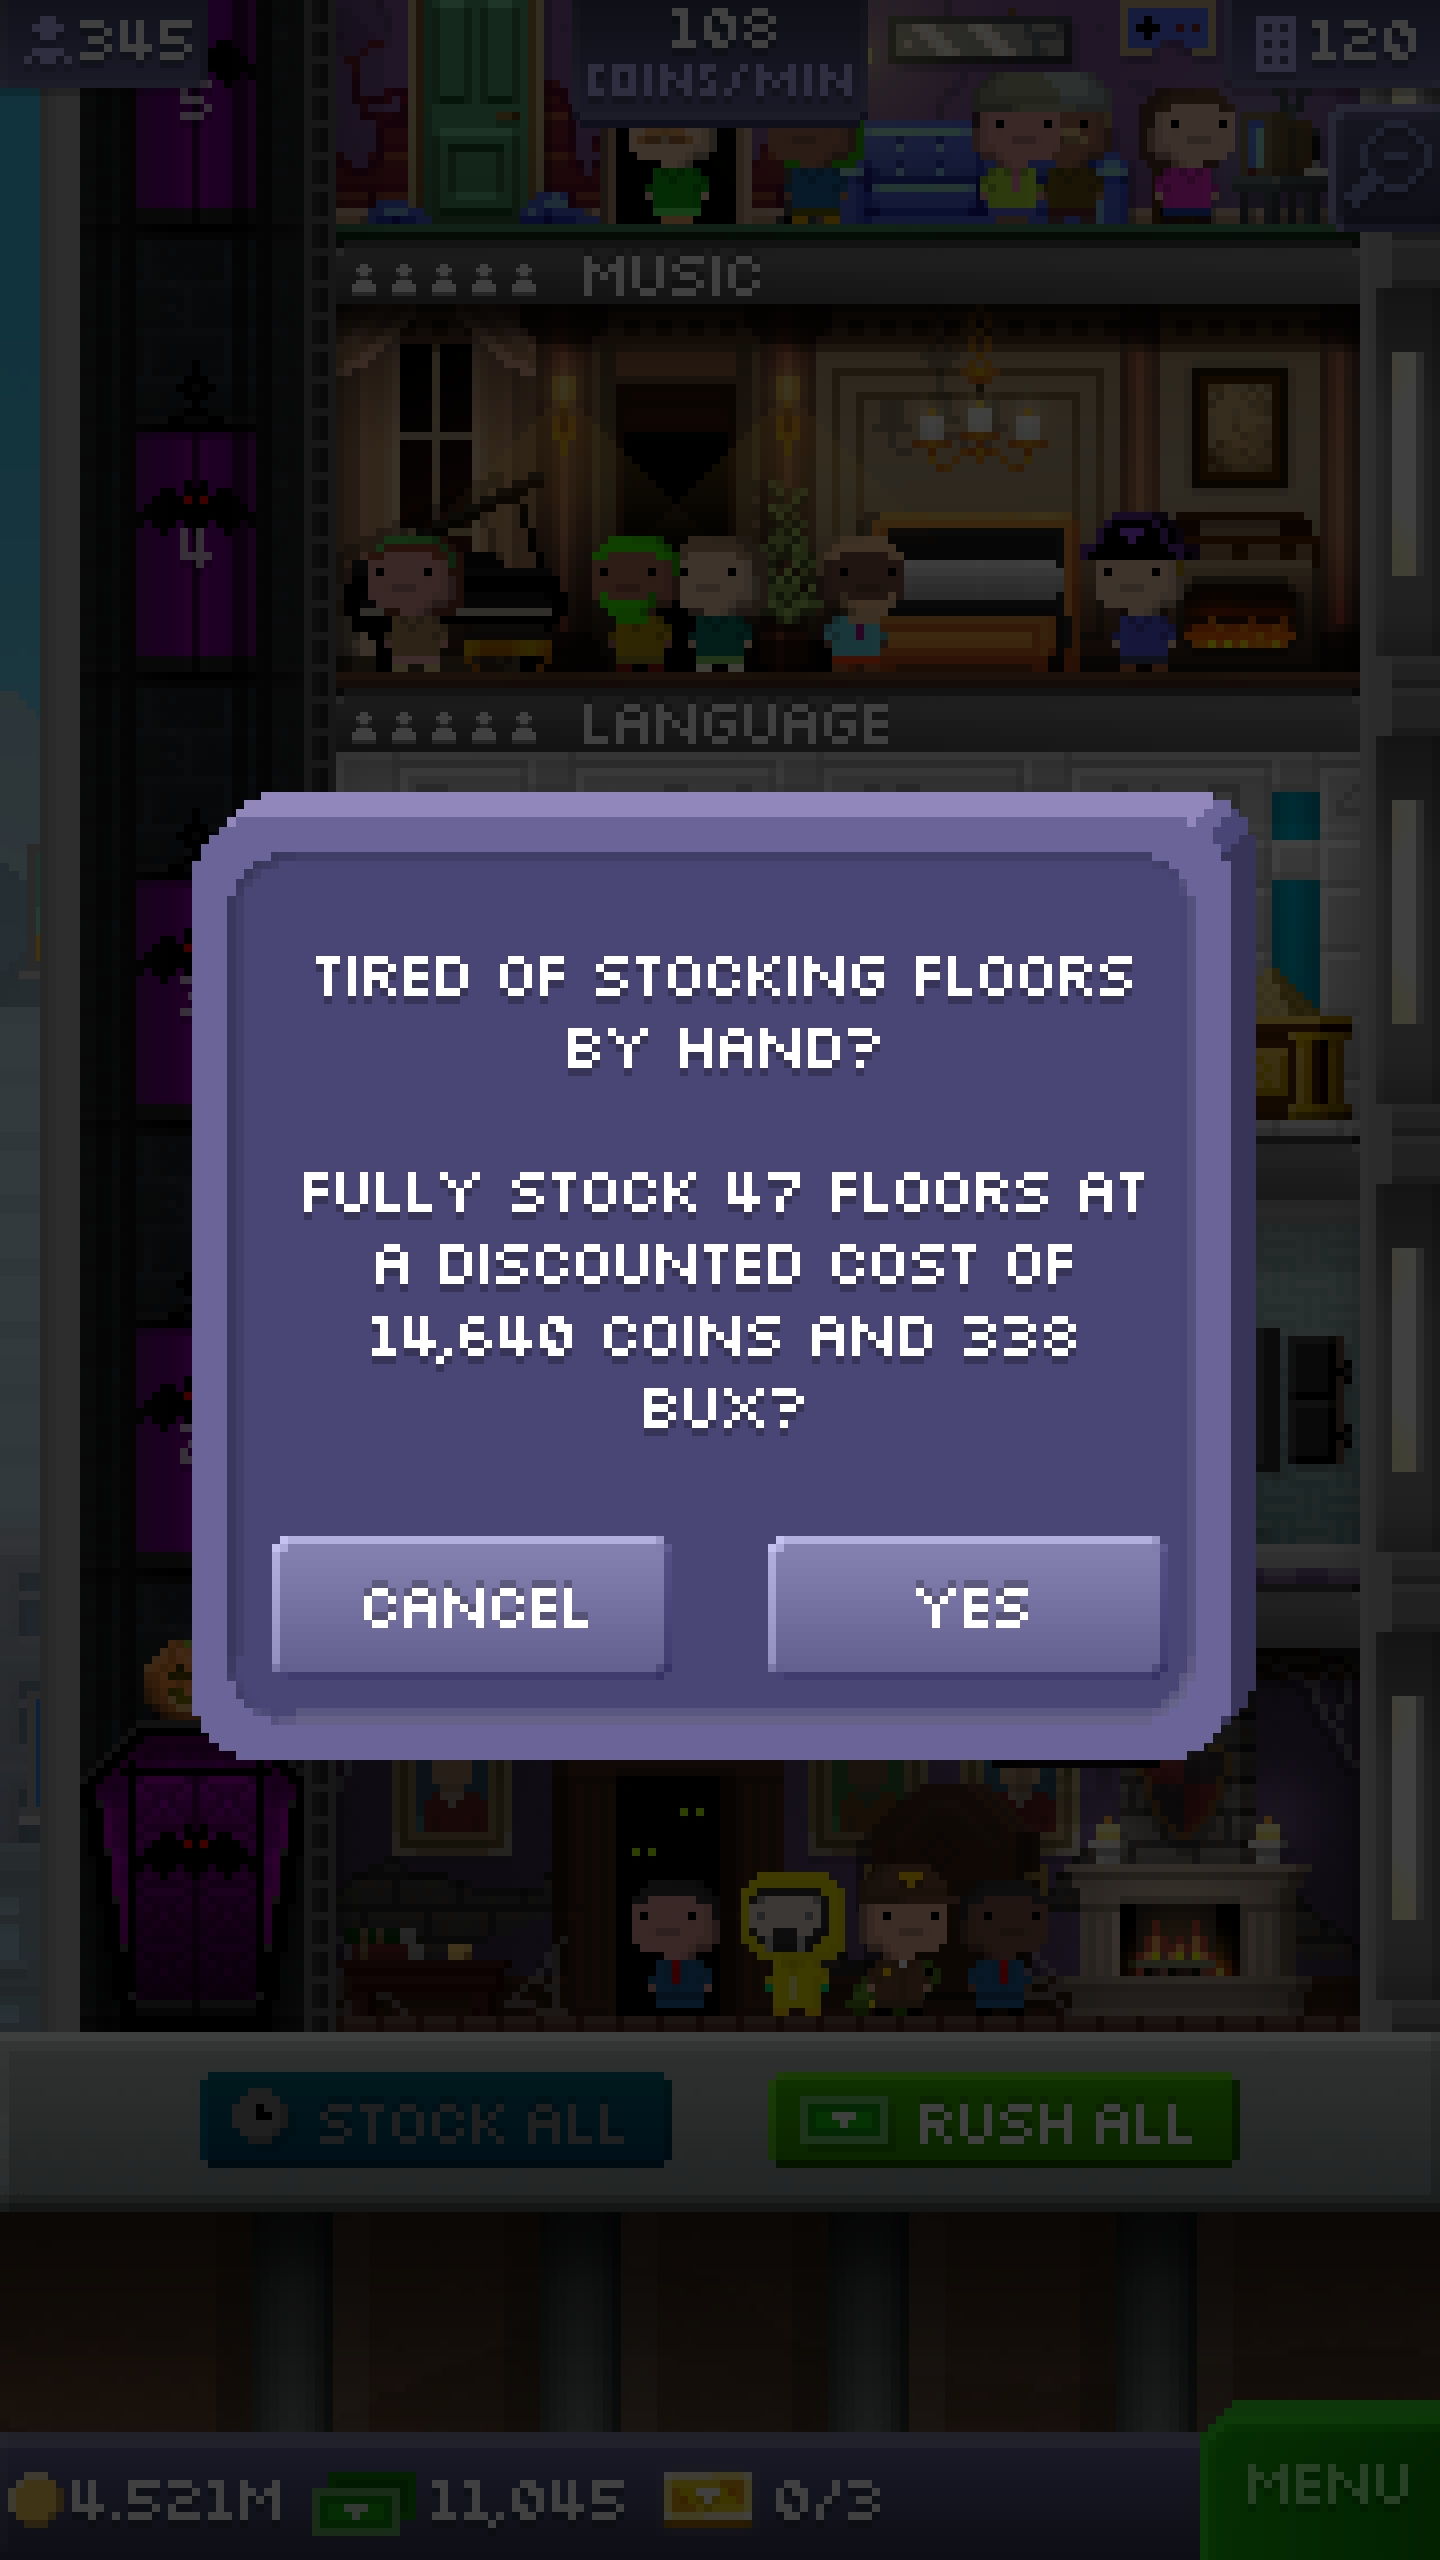 345
108
COINS/MIN
120
5
MUSIC
4
LANGUAGE
TIRED OF STOCKING FLOORS
BY HAND?
FULLY STOCK 47 FLOORS AT
A DISCOUNTED COST OF
14,640 COINS AND 338
BUX?
CANCEL
YES
STOCK ALL
RUSH ALL
4.521M
11,045
0/3
MENU